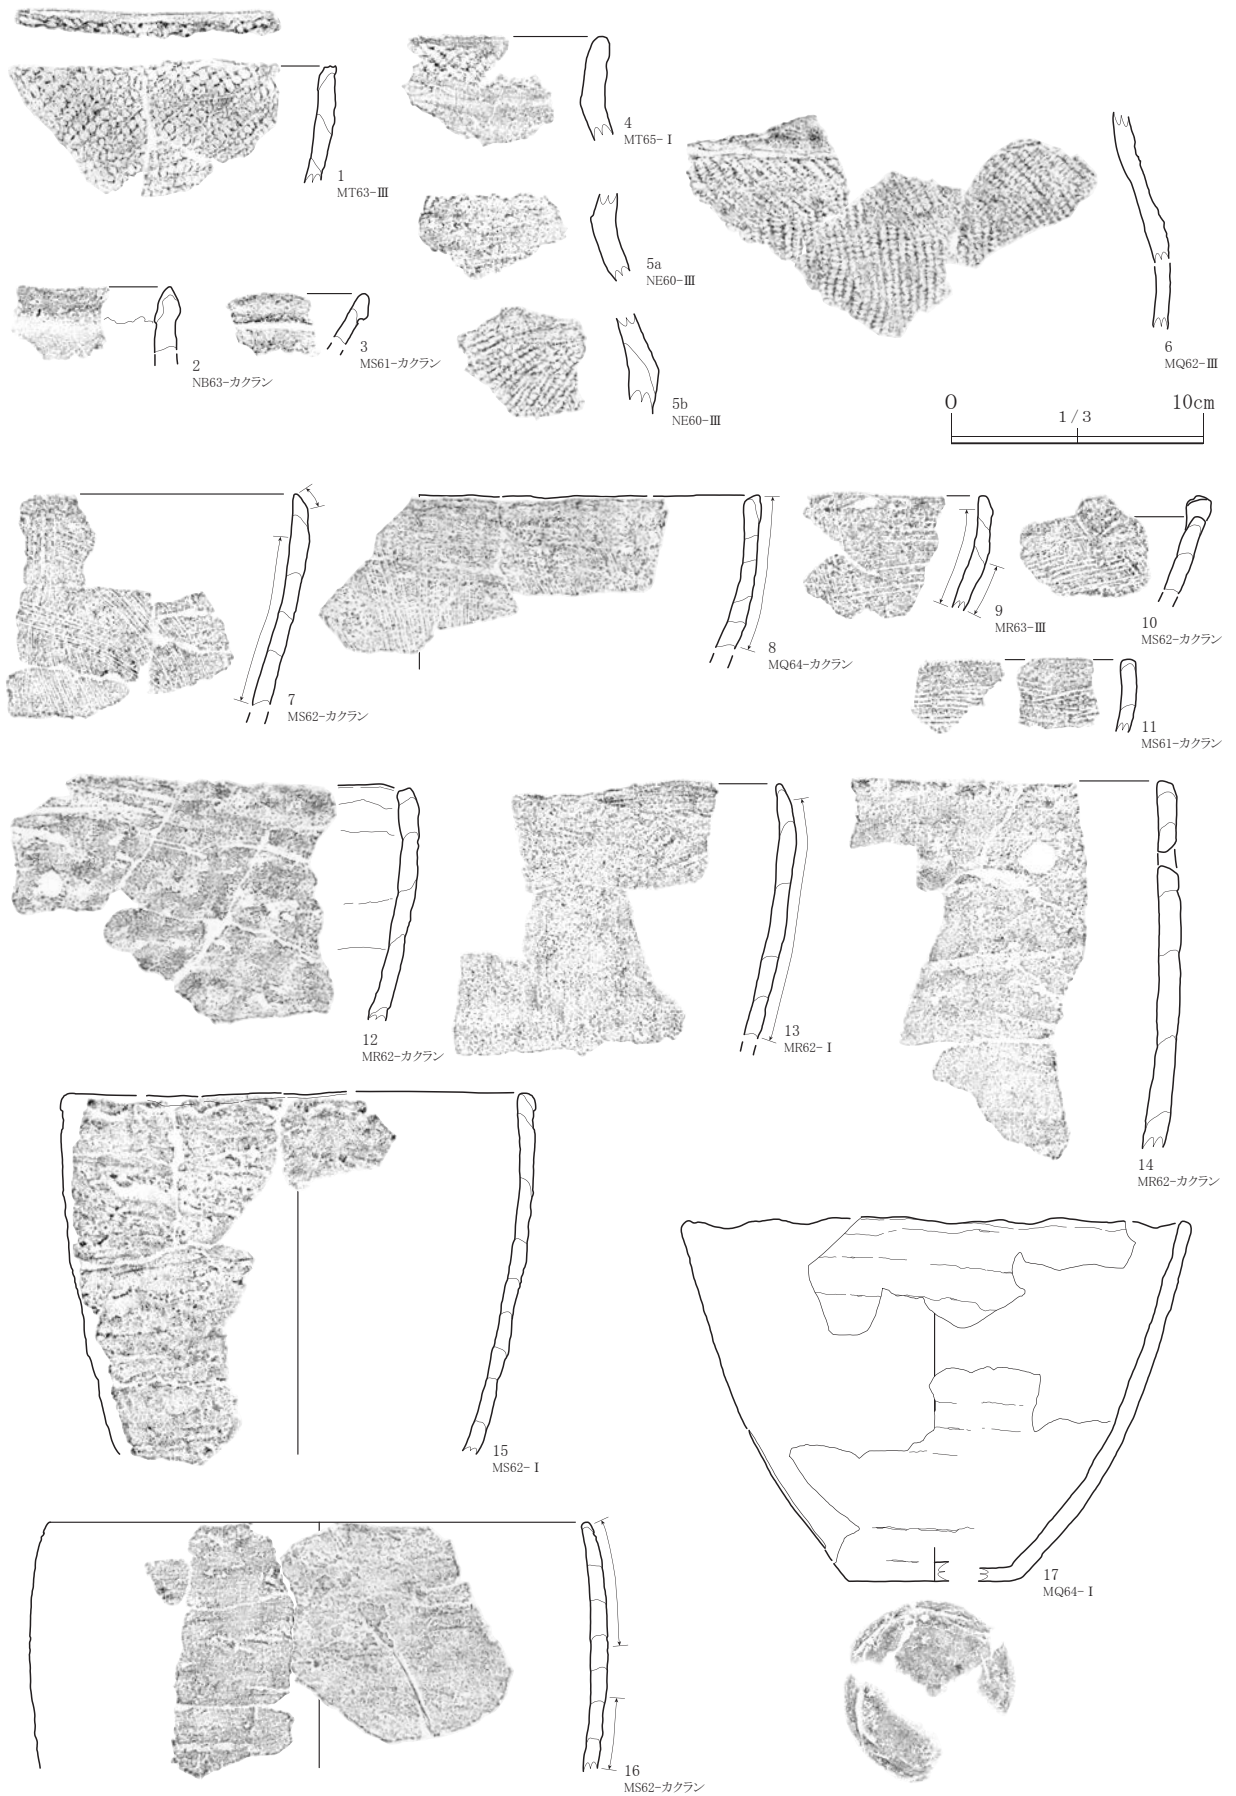 1
MT63-Ⅲ
2
NB63-カクラン
3
MS61-カクラン
4
MT65-Ⅰ
5a
NE60-Ⅲ
5b
NE60-Ⅲ
6
MQ62-Ⅲ
0
1/3
10cm
7
MS62-カクラン
8
MQ64-カクラン
9
MR63-Ⅲ
10
MS62-カクラン
11
MS61-カクラン
12
MR62-カクラン
13
MR62-Ⅰ
14
MR62-カクラン
15
MS62-Ⅰ
16
MS62-カクラン
17
MQ64-Ⅰ